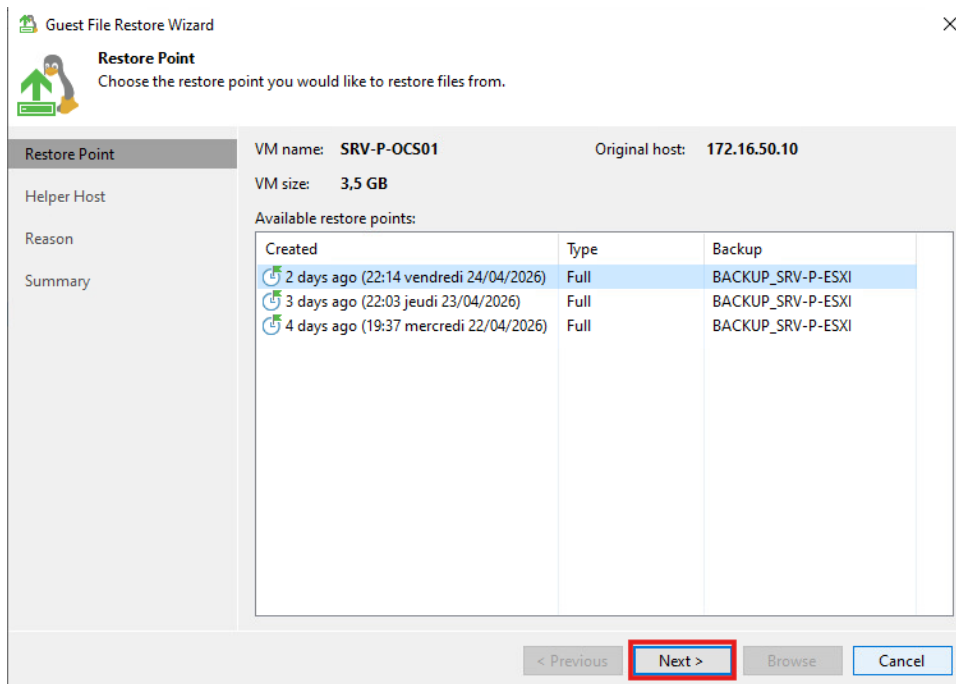 Guest File Restore Wizard
Restore Point
Choose the restore point you would like to restore files from.
Restore Point
Helper Host
Reason
Summary
VM name: SRV-P-OCS01 Original host: 172.16.50.10
VM size: 3,5 GB
Available restore points:
Created Type Backup
2 days ago (22:14 vendredi 24/04/2026) Full BACKUP_SRV-P-ESXI
3 days ago (22:03 jeudi 23/04/2026) Full BACKUP_SRV-P-ESXI
4 days ago (19:37 mercredi 22/04/2026) Full BACKUP_SRV-P-ESXI
< Previous Next > Browse Cancel